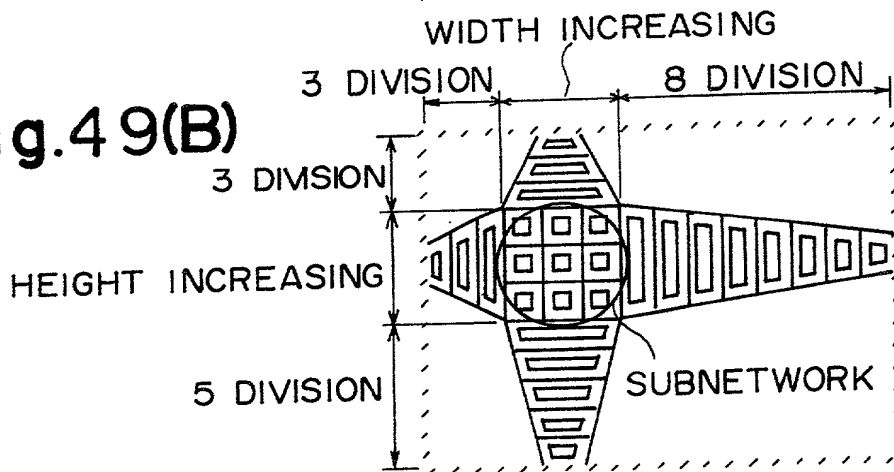 WIDTH INCREASING
3 DIVISION
8 DIVISION
g.49(B)
3 DIVISION
HEIGHT INCREASING
5 DIVISION
SUBNETWORK